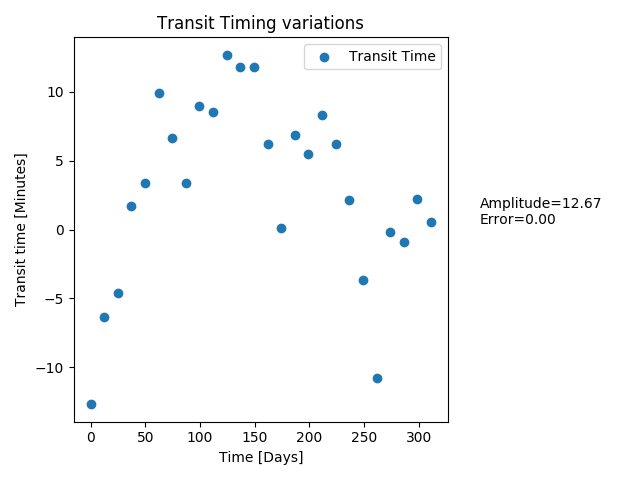 Transit Timing variations
Transit Time
Transit time [Minutes]
10
5
0
−5
−10
0 50 100 150 200 250 300
Time [Days]
Amplitude=12.67
Error=0.00